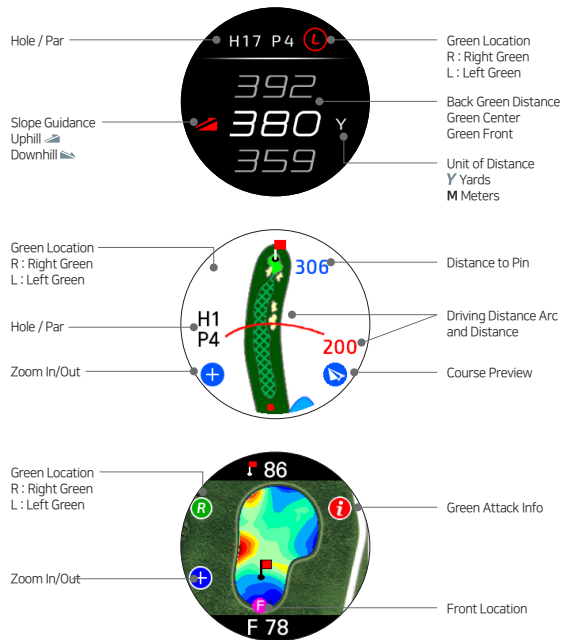 Hole / Par
H17 P4 L
Green Location
R : Right Green
L : Left Green
392
Back Green Distance
Green Center
Green Front
Slope Guidance
Uphill
Downhill
380 Y
359
Unit of Distance
Y Yards
M Meters
Green Location
R : Right Green
L : Left Green
306
Distance to Pin
Hole / Par
H1
P4
Driving Distance Arc
and Distance
200
Zoom In/Out
+
Course Preview
86
Green Location
R : Right Green
L : Left Green
R
i
Green Attack Info
Zoom In/Out
+
F
Front Location
F 78